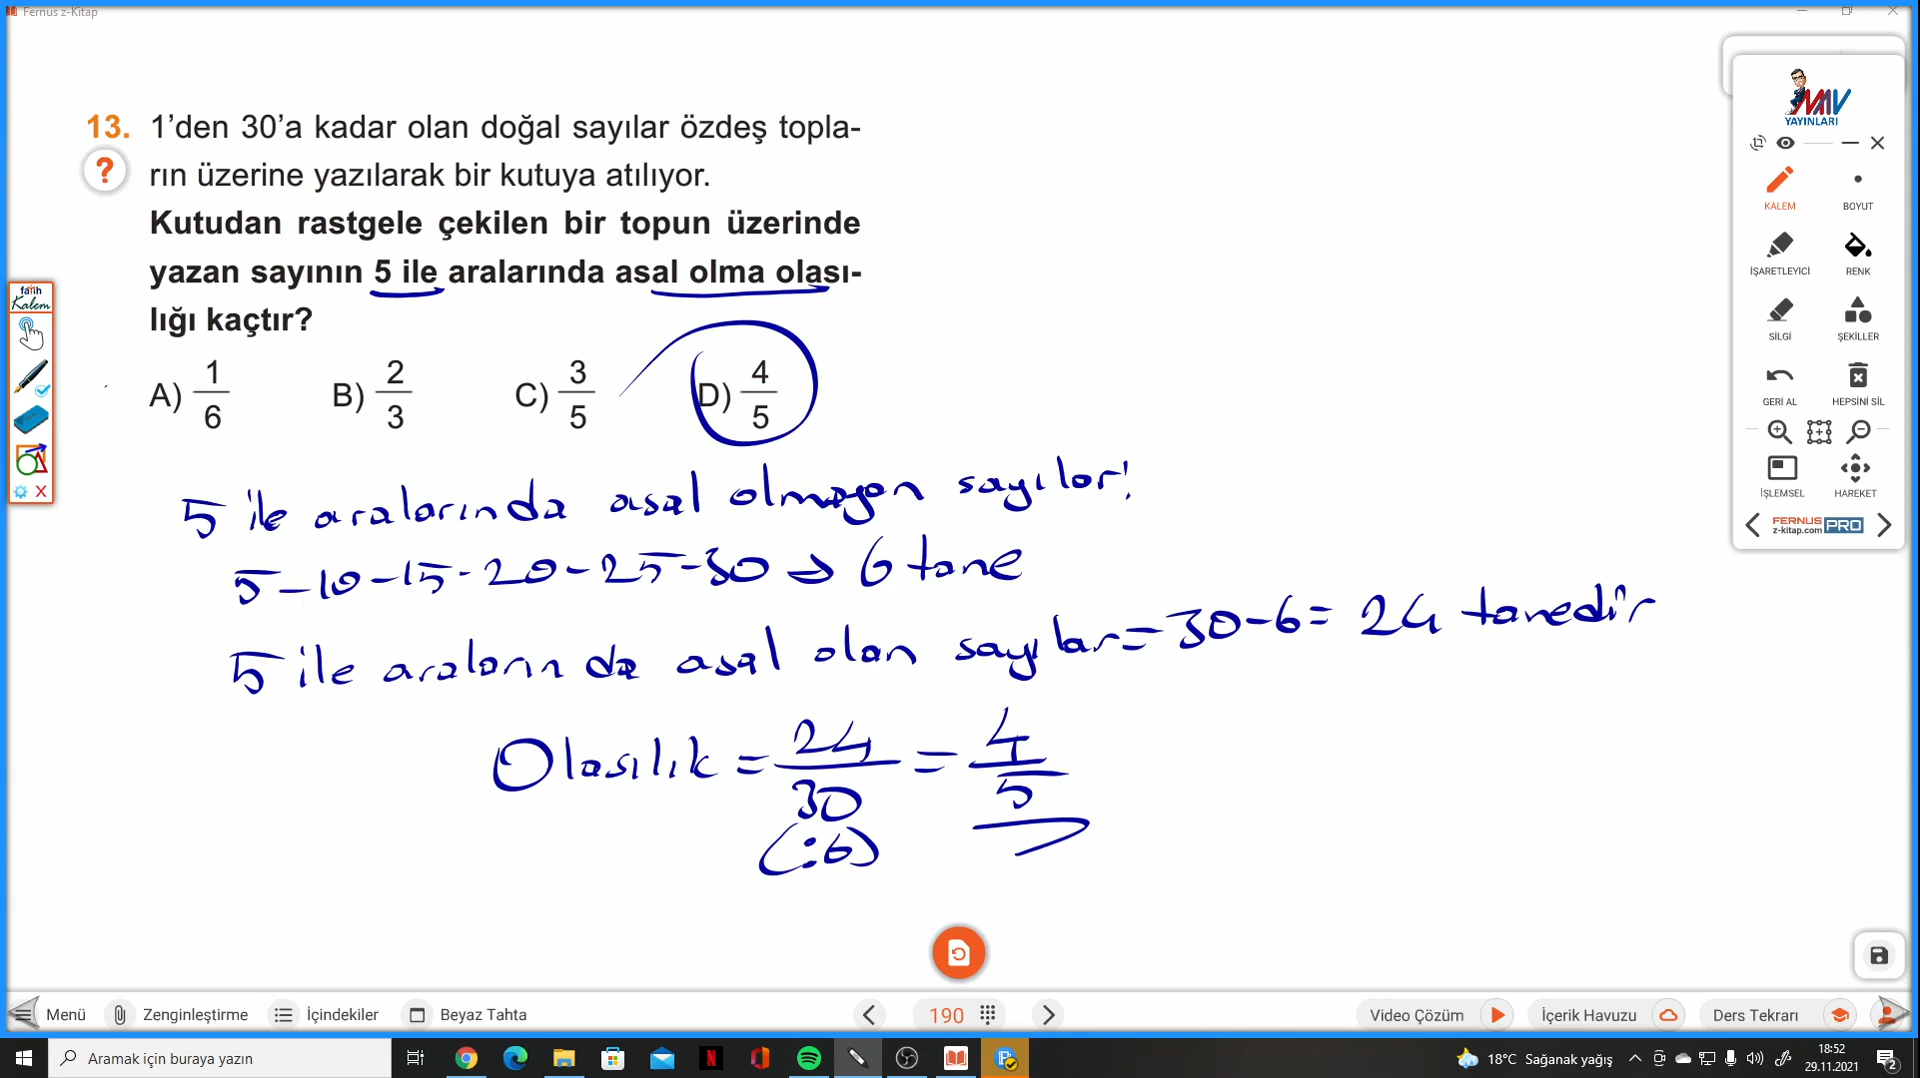 Fernus z-Kitap
13. 1’den 30’a kadar olan doğal sayılar özdeş topla-
rın üzerine yazılarak bir kutuya atılıyor.
?
Kutudan rastgele çekilen bir topun üzerinde
yazan sayının 5 ile aralarında asal olma olası-
lığı kaçtır?
A) 1/6 B) 2/3 C) 3/5 D) 4/5
5 ile aralarında asal olmayan sayılar:
5-10-15-20-25-30 → 6 tane
5 ile aralarında asal olan sayılar=30-6= 24 tanedir
Olasılık = 24/30 = 4/5
(:6)
fatih
Kalem
X
MAV
YAYINLARI
KALEM BOYUT
İŞARETLEYİCİ RENK
SİLGİ ŞEKİLLER
GERİ AL HEPSİNİ SİL
İŞLEMSEL HAREKET
FERNUS PRO
z-kitap.com
Menü Zenginleştirme İçindekiler Beyaz Tahta 190 Video Çözüm İçerik Havuzu Ders Tekrarı
Aramak için buraya yazın
18°C Sağanak yağış
18:52
29.11.2021
2